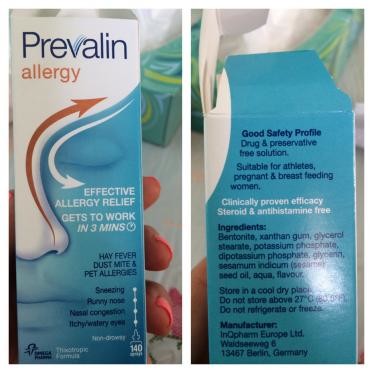 Prevalin
allergy
EFFECTIVE
ALLERGY RELIEF
GETS TO WORK
IN 3 MINS
HAY FEVER
DUST MITE &
PET ALLERGIES
Sneezing
Runny nose
Nasal congestion
Itchy/watery eyes
Non-drowsy
OMEGA
PHARMA
Thixotropic
Formula
140
sprays
Good Safety Profile
Drug & preservative
free solution.
Suitable for athletes,
pregnant & breast feeding
women.
Clinically proven efficacy
Steroid & antihistamine free
Ingredients:
Bentonite, xanthan gum, glycerol
stearate, potassium phosphate,
dipotassium phosphate, glycerin,
sesamum indicum (sesame)
seed oil, aqua, flavour.
Store in a cool dry place.
Do not store above 27°C (80.6°F).
Do not refrigerate or freeze.
Manufacturer:
InQpharm Europe Ltd.
Waldseeweg 6
13467 Berlin, Germany